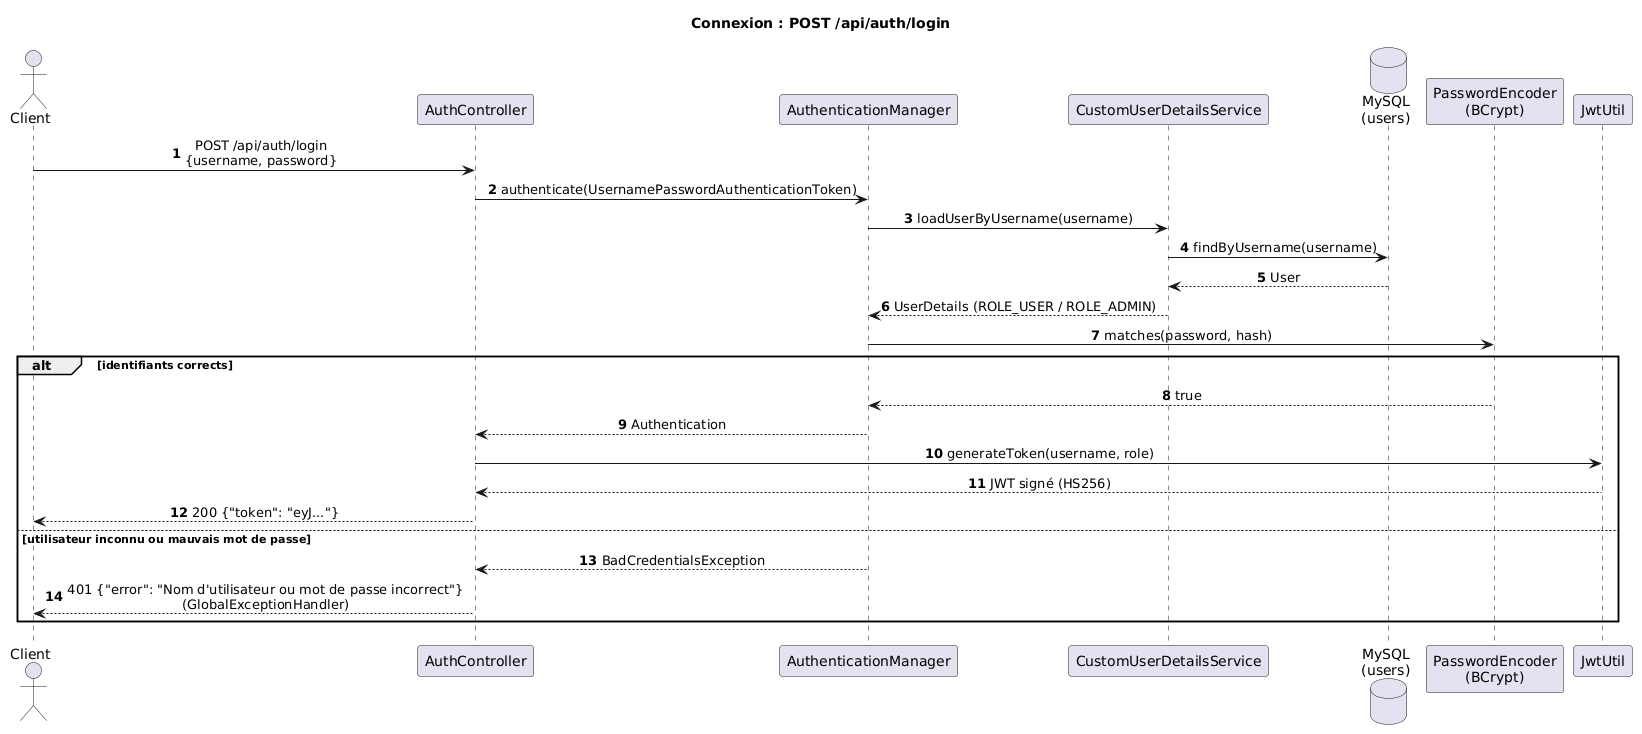 Connexion : POST /api/auth/login
Client
AuthController
AuthenticationManager
CustomUserDetailsService
MySQL
(users)
PasswordEncoder
(BCrypt)
JwtUtil
1 POST /api/auth/login
{username, password}
2 authenticate(UsernamePasswordAuthenticationToken)
3 loadUserByUsername(username)
4 findByUsername(username)
5 User
6 UserDetails (ROLE_USER / ROLE_ADMIN)
7 matches(password, hash)
alt [identifiants corrects]
8 true
9 Authentication
10 generateToken(username, role)
11 JWT signé (HS256)
12 200 {"token": "eyJ..."}
[utilisateur inconnu ou mauvais mot de passe]
13 BadCredentialsException
14 401 {"error": "Nom d'utilisateur ou mot de passe incorrect"}
(GlobalExceptionHandler)
Client
AuthController
AuthenticationManager
CustomUserDetailsService
MySQL
(users)
PasswordEncoder
(BCrypt)
JwtUtil